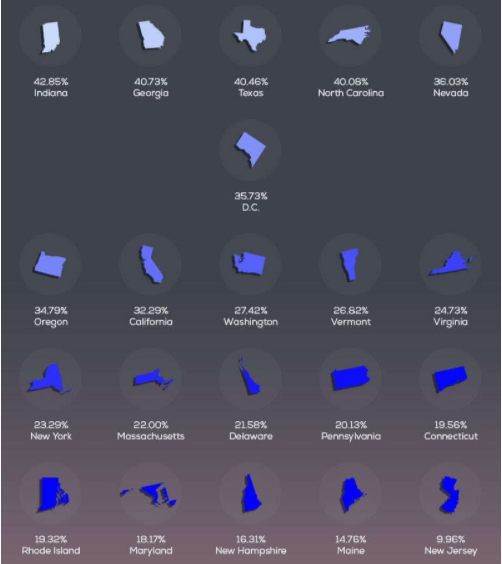 42.85% 40.73% 40.46% 40.08% 36.03%
Indiana Georgia Texas North Carolina Nevada
35.73%
D.C.
34.79% 32.29% 27.42% 26.82% 24.73%
Oregon California Washington Vermont Virginia
23.29% 22.00% 21.58% 20.13% 19.56%
New York Massachusetts Delaware Pennsylvania Connecticut
19.32% 18.17% 16.31% 14.76% 9.96%
Rhode Island Maryland New Hampshire Maine New Jersey